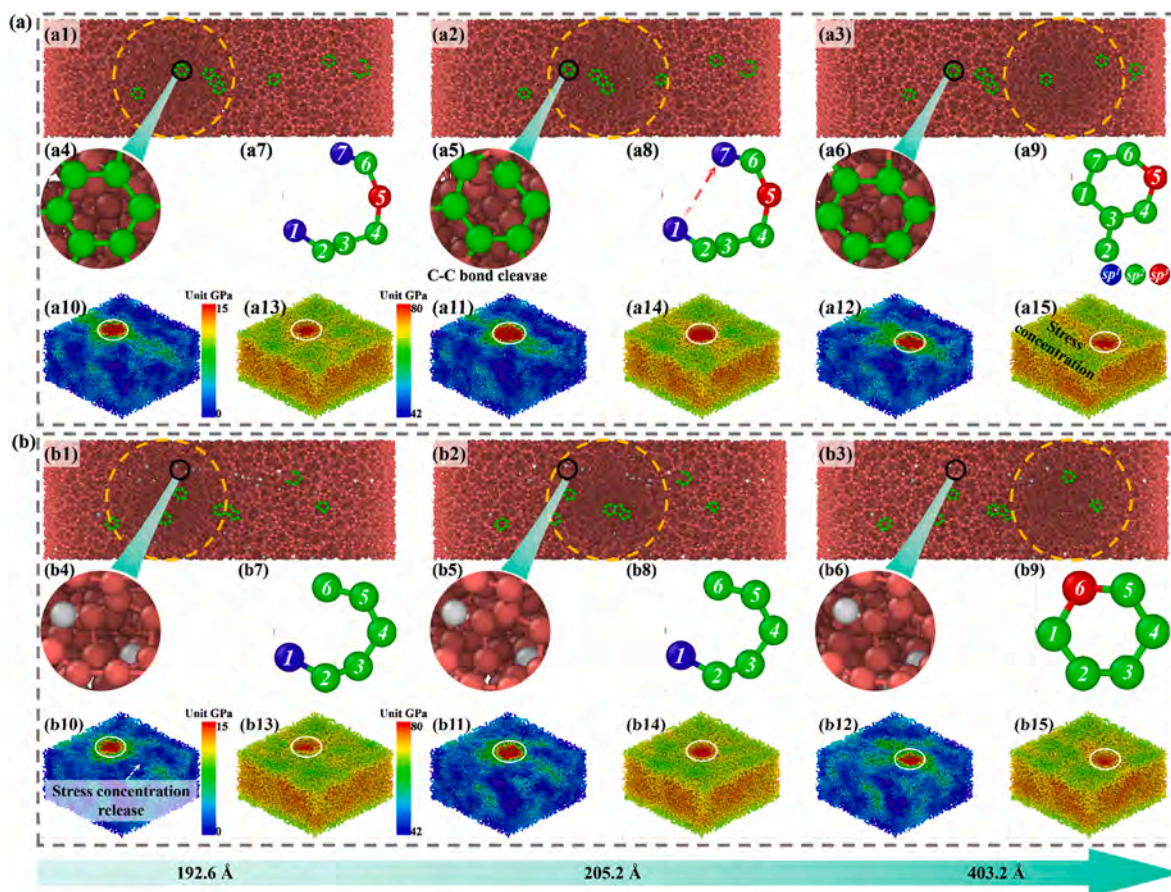 (a)
(a1)
(a2)
(a3)
(a4)
(a7)
(a5)
(a8)
(a6)
(a9)
7
6
5
1
2
3
4
7
6
5
1
2
3
4
7
6
5
1
3
4
2
C-C bond cleavae
sp¹
sp²
sp³
(a10)
Unit GPa
15
0
(a13)
Unit GPa
80
42
(a11)
(a14)
(a12)
(a15)
Stress
concentration
(b)
(b1)
(b2)
(b3)
(b4)
(b7)
(b5)
(b8)
(b6)
(b9)
6
5
4
1
2
3
6
5
4
1
2
3
6
5
1
4
2
3
(b10)
Unit GPa
15
0
(b13)
Unit GPa
80
42
(b11)
(b14)
(b12)
(b15)
Stress concentration
release
192.6 Å
205.2 Å
403.2 Å